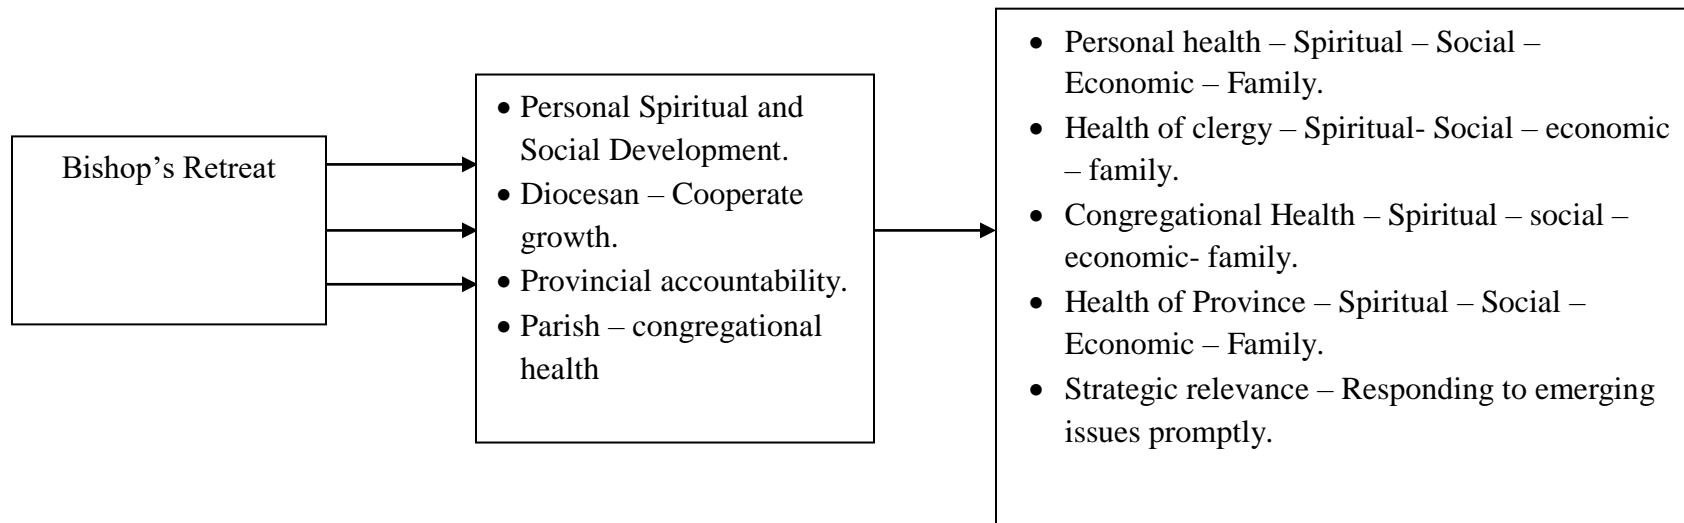 Bishop’s Retreat
• Personal Spiritual and
Social Development.
• Diocesan – Cooperate
growth.
• Provincial accountability.
• Parish – congregational
health
• Personal health – Spiritual – Social –
Economic – Family.
• Health of clergy – Spiritual- Social – economic
– family.
• Congregational Health – Spiritual – social –
economic- family.
• Health of Province – Spiritual – Social –
Economic – Family.
• Strategic relevance – Responding to emerging
issues promptly.